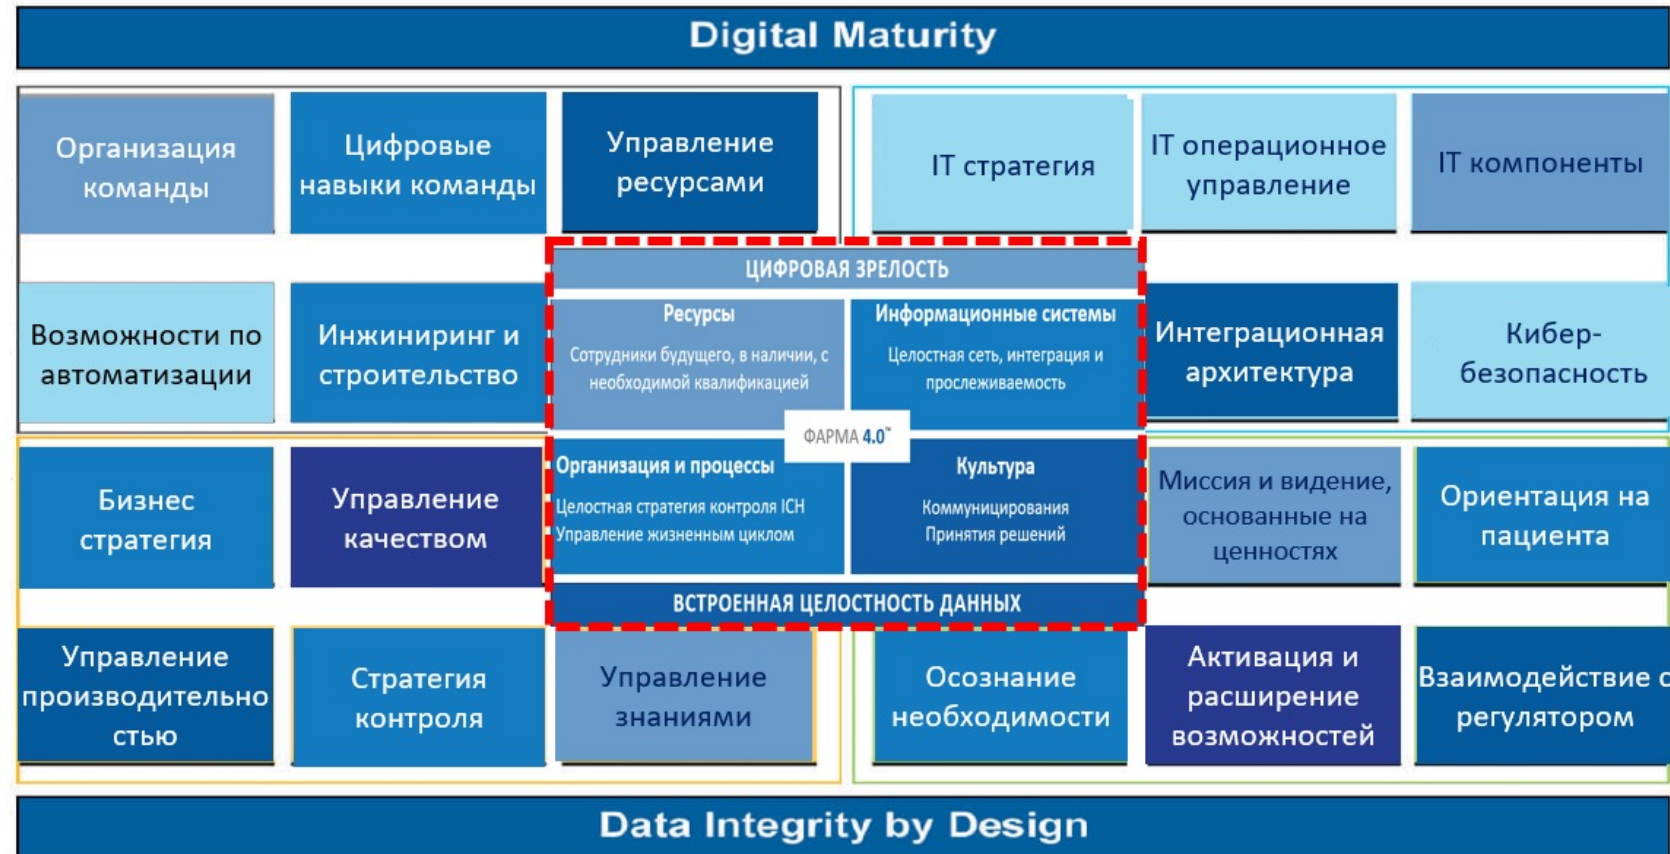 Digital Maturity
Организация
команды
Цифровые
навыки команды
Управление
ресурсами
IT стратегия
IT операционное
управление
IT компоненты
Возможности по
автоматизации
Инжиниринг и
строительство
ЦИФРОВАЯ ЗРЕЛОСТЬ
Ресурсы
Сотрудники будущего, в наличии, с
необходимой квалификацией
Информационные системы
Целостная сеть, интеграция и
прослеживаемость
ФАРМА 4.0™
Организация и процессы
Целостная стратегия контроля ICH
Управление жизненным циклом
Культура
Коммуницирования
Принятия решений
ВСТРОЕННАЯ ЦЕЛОСТНОСТЬ ДАННЫХ
Интеграционная
архитектура
Кибер-
безопасность
Бизнес
стратегия
Управление
качеством
Миссия и видение,
основанные на
ценностях
Ориентация на
пациента
Управление
производительно
стью
Стратегия
контроля
Управление
знаниями
Осознание
необходимости
Активация и
расширение
возможностей
Взаимодействие с
регулятором
Data Integrity by Design